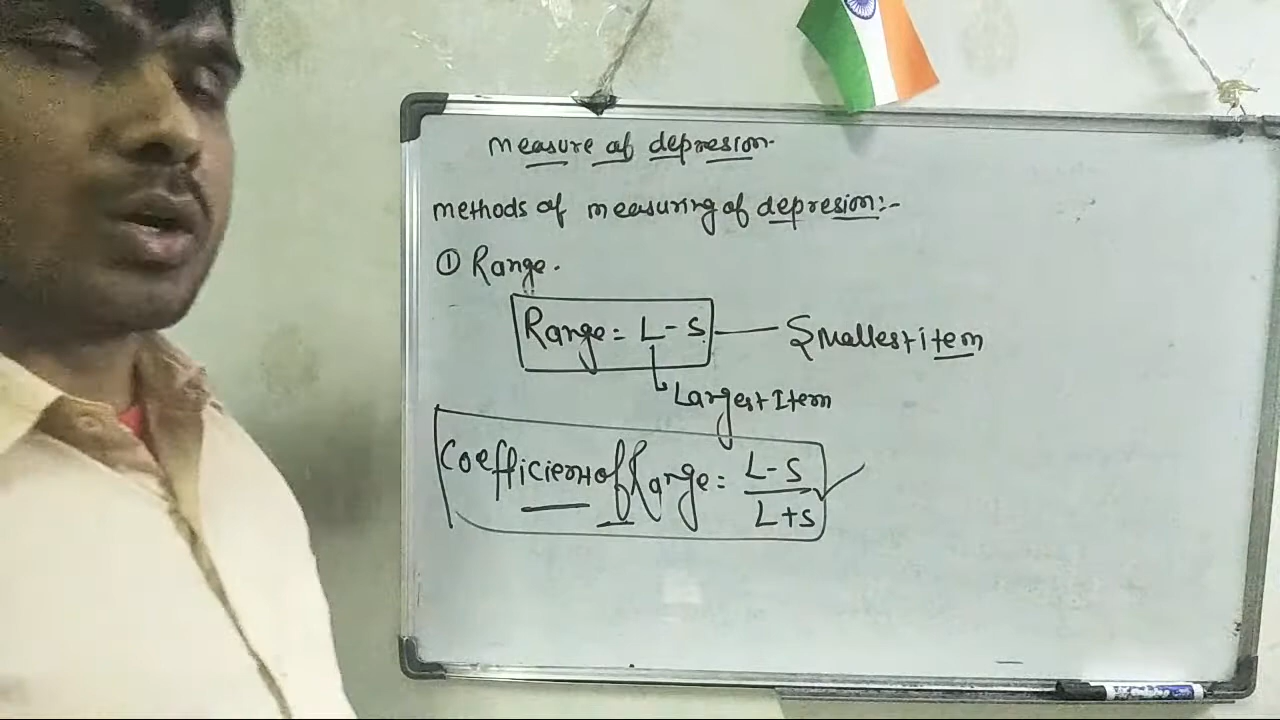 measure of depresion.
methods of measuring of depresion:-
① Range.
Range = L - S — Smallest item
Largest Item
Coefficient of Range = L - S / L + S